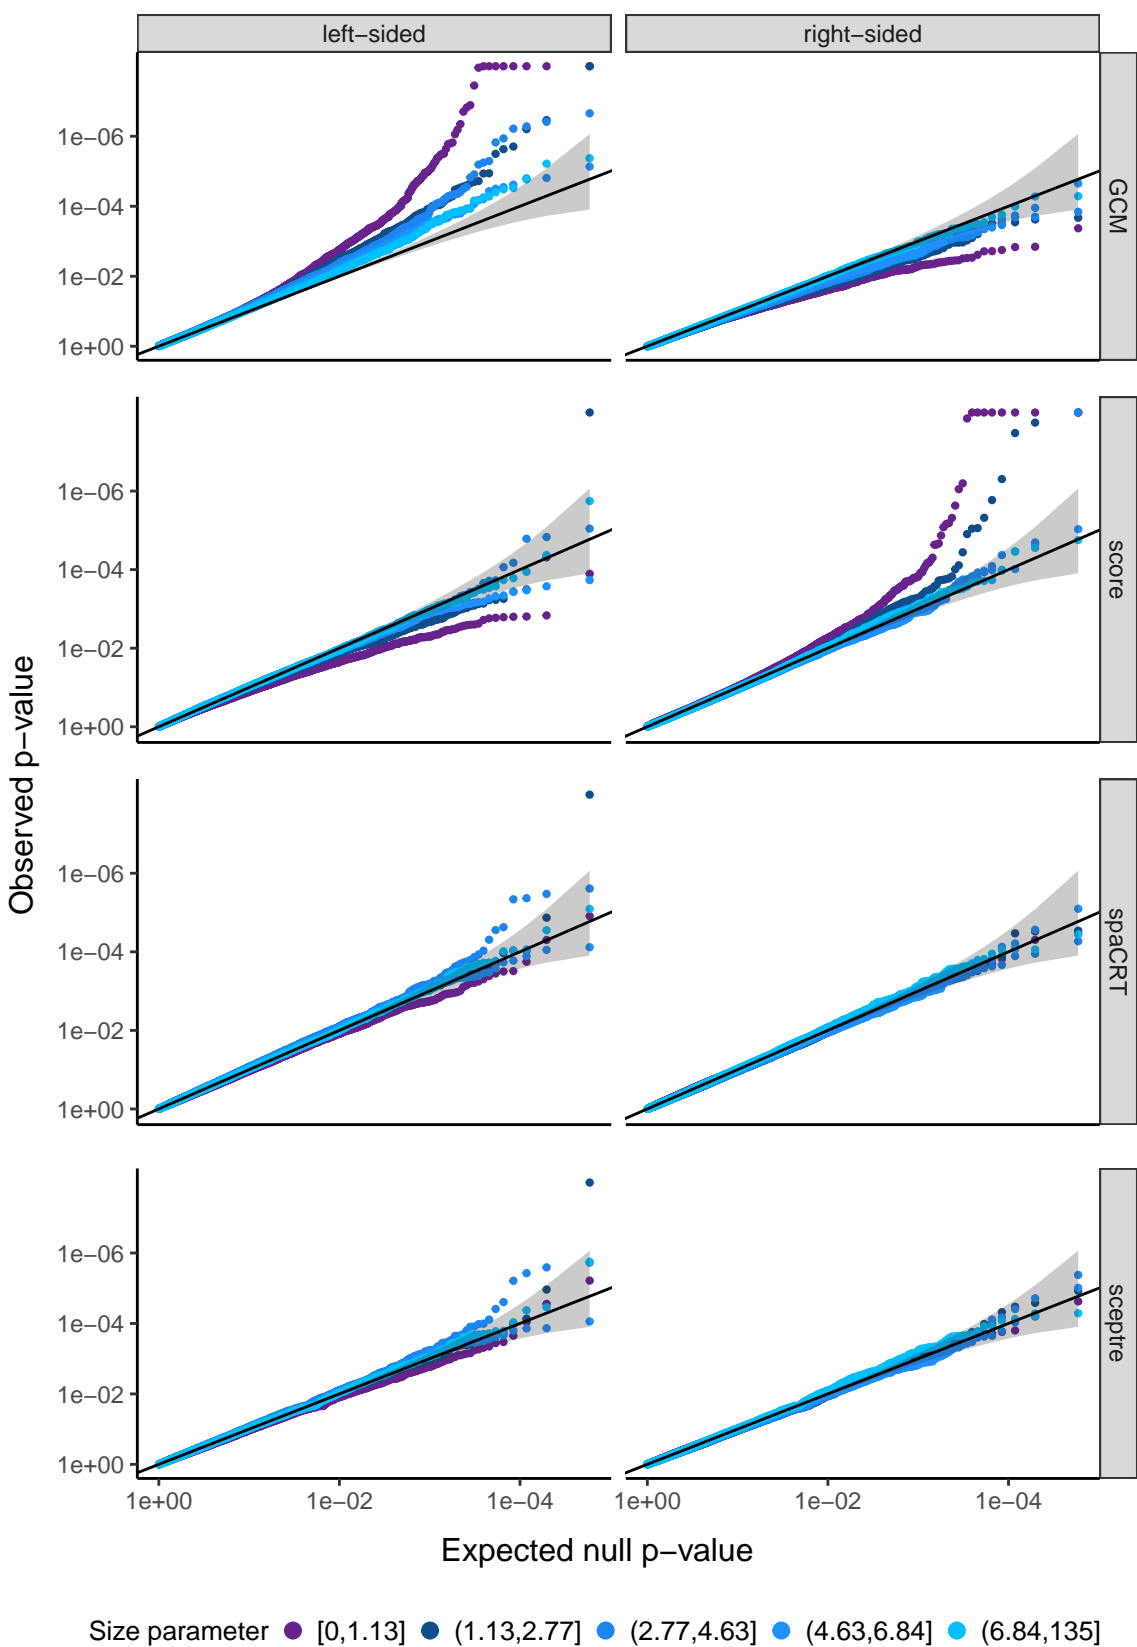 left−sided
right−sided
1e−06
1e−04
1e−02
1e+00
GCM
1e−06
1e−04
1e−02
1e+00
score
1e−06
1e−04
1e−02
1e+00
spaCRT
1e−06
1e−04
1e−02
1e+00
sceptre
Observed p−value
1e+00 1e−02 1e−04 1e+00 1e−02 1e−04
Expected null p−value
Size parameter [0,1.13] (1.13,2.77] (2.77,4.63] (4.63,6.84] (6.84,135]